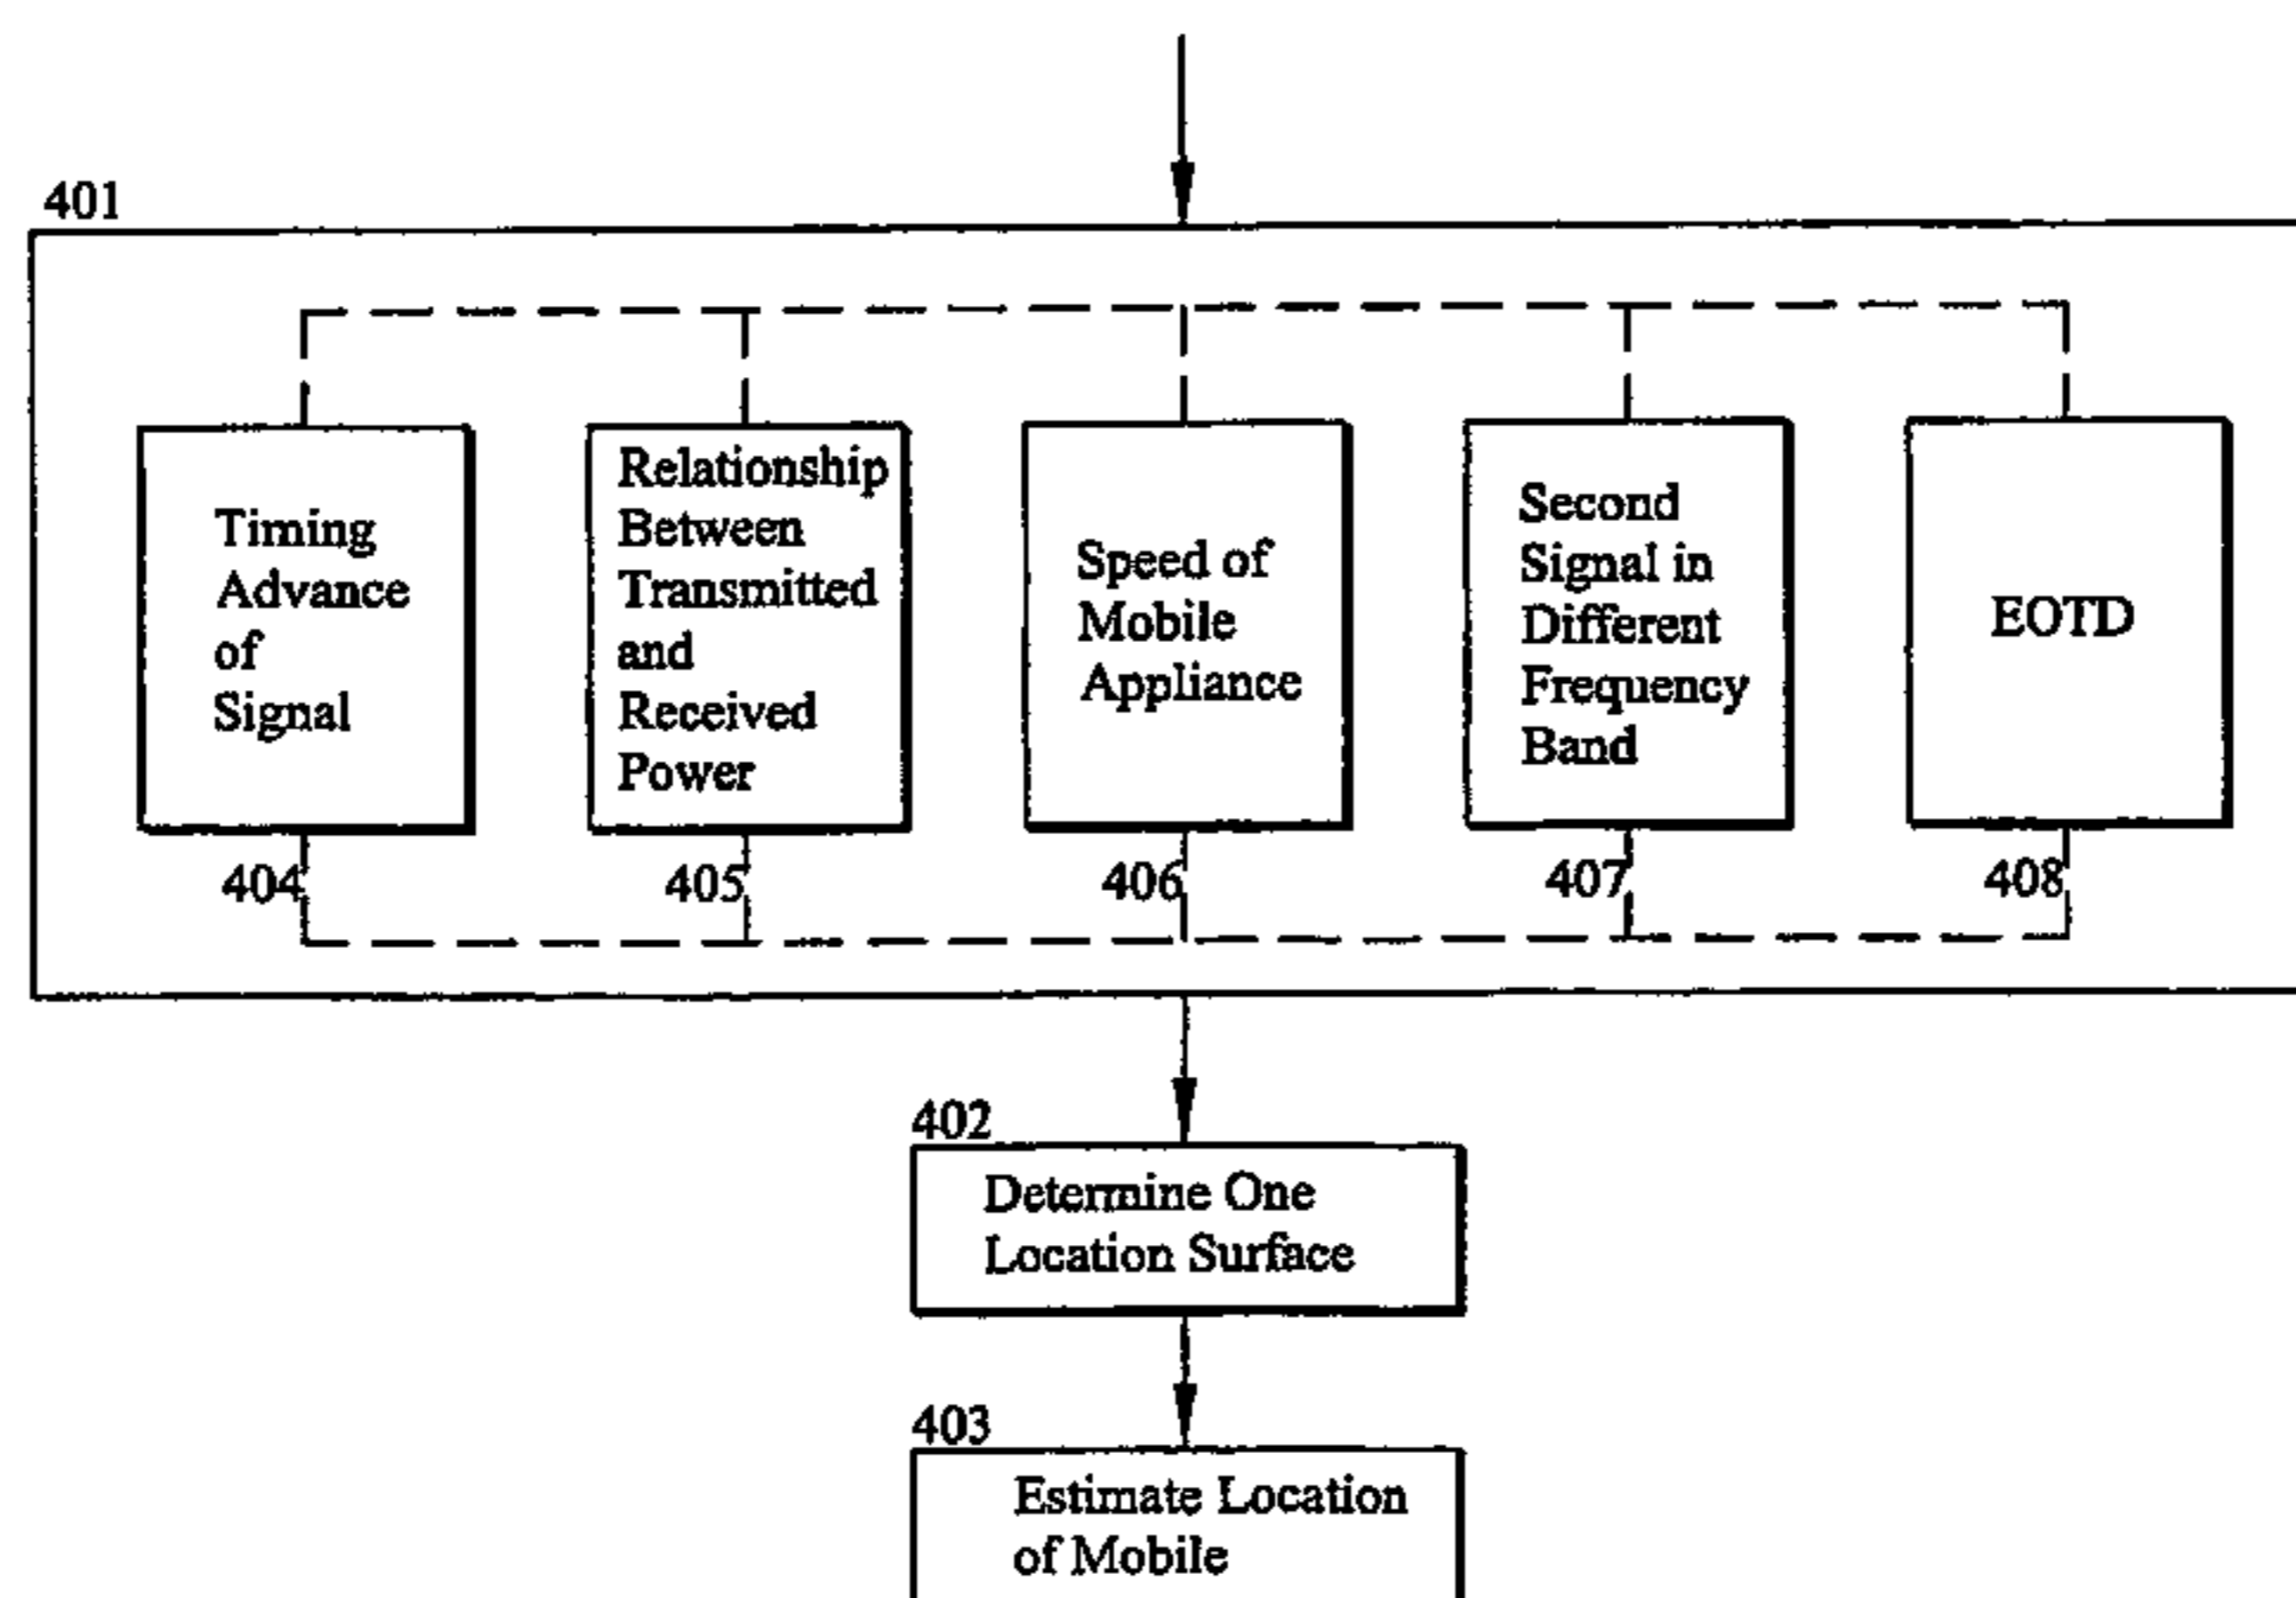 401
Timing
Advance
of
Signal
404
Relationship
Between
Transmitted
and
Received
Power
405
Speed of
Mobile
Appliance
406
Second
Signal in
Different
Frequency
Band
407
EOTD
408
402
Determine One
Location Surface
403
Estimate Location
of Mobile